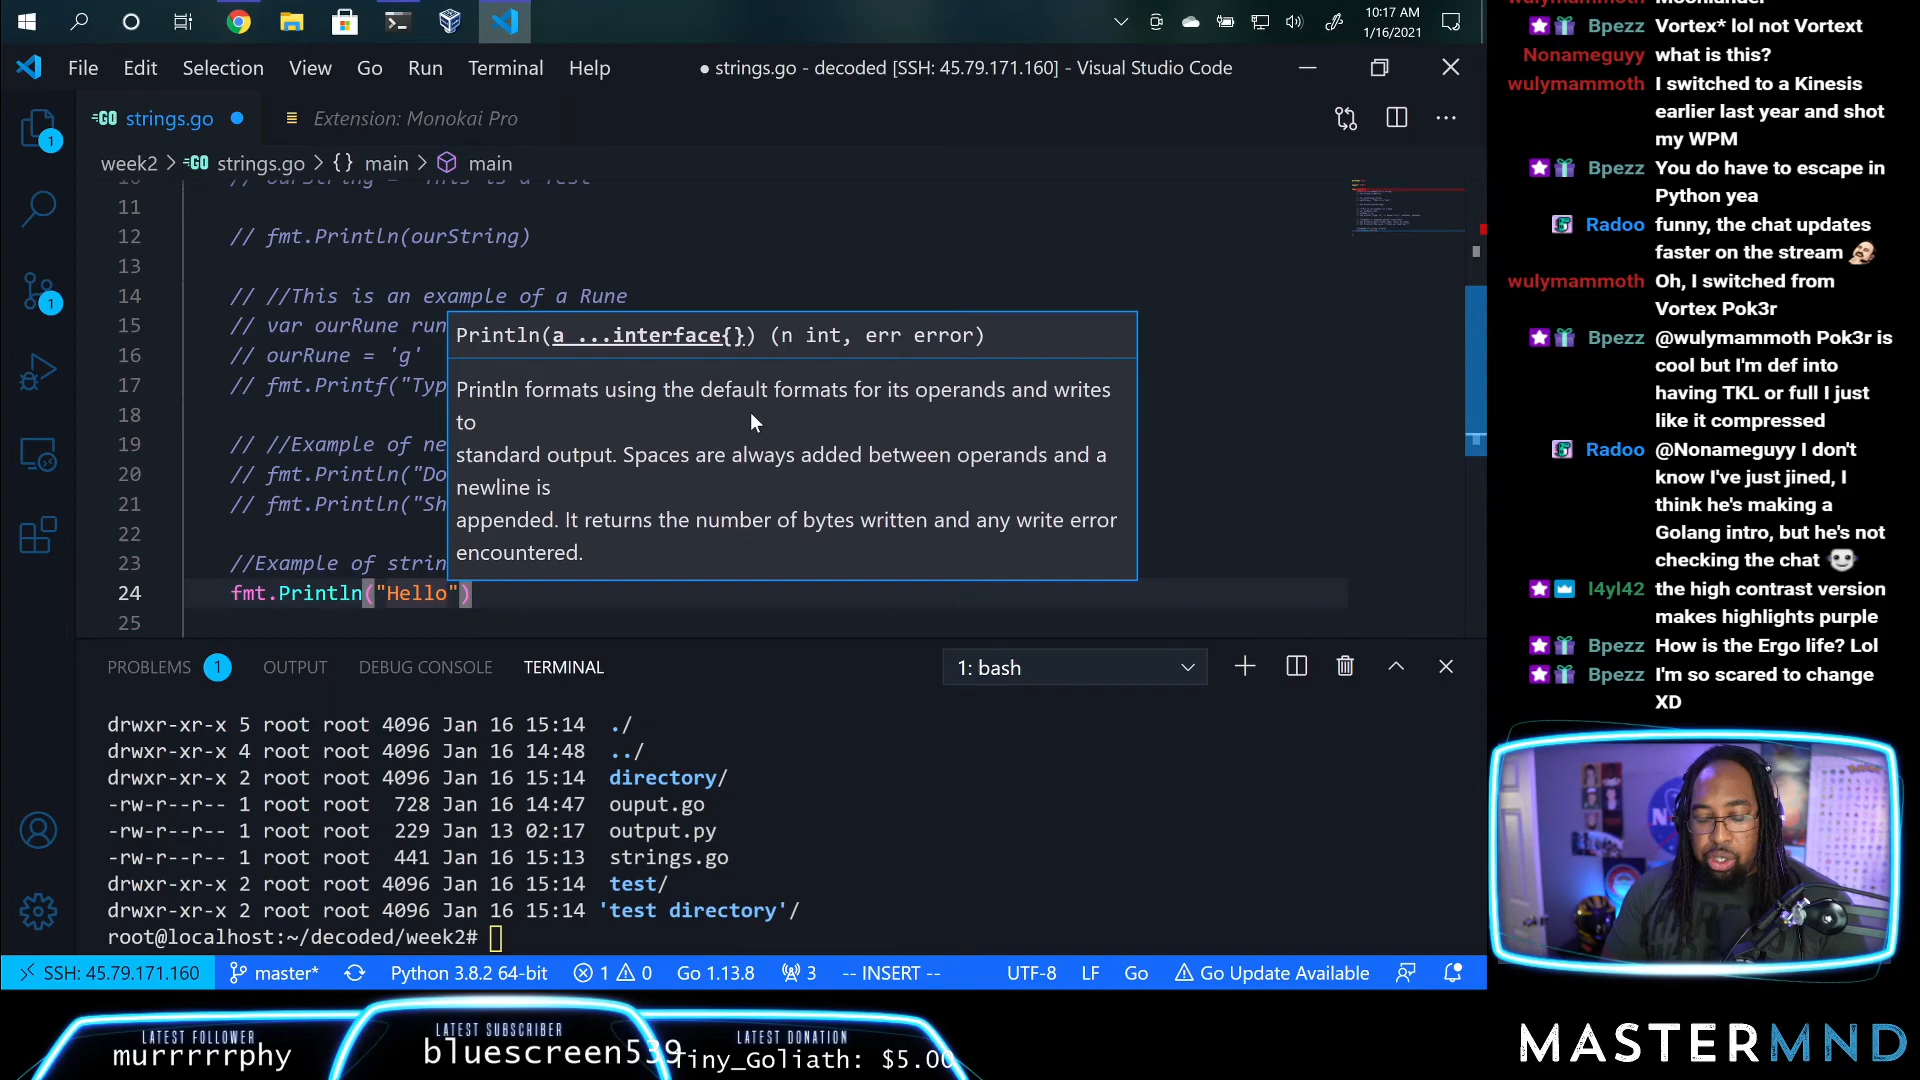 10:17 AM
1/16/2021
File Edit Selection View Go Run Terminal Help
● strings.go - decoded [SSH: 45.79.171.160] - Visual Studio Code
GO strings.go
Extension: Monokai Pro
1
week2 > GO strings.go > {} main > main
11
12 // fmt.Println(ourString)
13
14 // //This is an example of a Rune
15 // var ourRune run
16 // ourRune = 'g'
17 // fmt.Printf("Typ
18
19 // //Example of ne
20 // fmt.Println("Do
21 // fmt.Println("Sh
22
23 //Example of strin
24 fmt.Println("Hello")
25
Println(a ...interface{}) (n int, err error)
Println formats using the default formats for its operands and writes
to
standard output. Spaces are always added between operands and a
newline is
appended. It returns the number of bytes written and any write error
encountered.
1
PROBLEMS 1 OUTPUT DEBUG CONSOLE TERMINAL
1: bash
drwxr-xr-x 5 root root 4096 Jan 16 15:14 ./
drwxr-xr-x 4 root root 4096 Jan 16 14:48 ../
drwxr-xr-x 2 root root 4096 Jan 16 15:14 directory/
-rw-r--r-- 1 root root 728 Jan 16 14:47 ouput.go
-rw-r--r-- 1 root root 229 Jan 13 02:17 output.py
-rw-r--r-- 1 root root 441 Jan 16 15:13 strings.go
drwxr-xr-x 2 root root 4096 Jan 16 15:14 test/
drwxr-xr-x 2 root root 4096 Jan 16 15:14 'test directory'/
root@localhost:~/decoded/week2#
SSH: 45.79.171.160 master* Python 3.8.2 64-bit 1 0 Go 1.13.8 3 -- INSERT -- UTF-8 LF Go Go Update Available
wulymammoth
Bpezz Vortex* lol not Vortext
Nonameguyy what is this?
wulymammoth I switched to a Kinesis
earlier last year and shot
my WPM
Bpezz You do have to escape in
Python yea
Radoo funny, the chat updates
faster on the stream
wulymammoth Oh, I switched from
Vortex Pok3r
Bpezz @wulymammoth Pok3r is
cool but I'm def into
having TKL or full I just
like it compressed
Radoo @Nonameguyy I don't
know I've just jined, I
think he's making a
Golang intro, but he's not
checking the chat
l4yl42 the high contrast version
makes highlights purple
Bpezz How is the Ergo life? Lol
Bpezz I'm so scared to change
XD
LATEST FOLLOWER
murrrrrphy
LATEST SUBSCRIBER
bluescreen539
LATEST DONATION
Tiny_Goliath: $5.00
MASTERMND